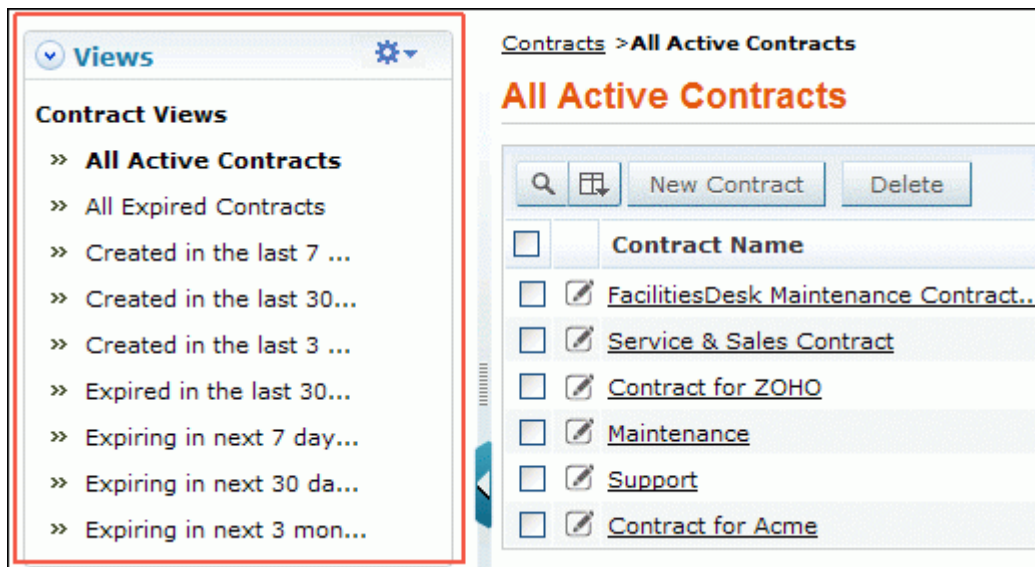 Views
Contract Views
» All Active Contracts
» All Expired Contracts
» Created in the last 7 ...
» Created in the last 30...
» Created in the last 3 ...
» Expired in the last 30...
» Expiring in next 7 day...
» Expiring in next 30 da...
» Expiring in next 3 mon...
Contracts >All Active Contracts
All Active Contracts
New Contract Delete
Contract Name
FacilitiesDesk Maintenance Contract...
Service & Sales Contract
Contract for ZOHO
Maintenance
Support
Contract for Acme